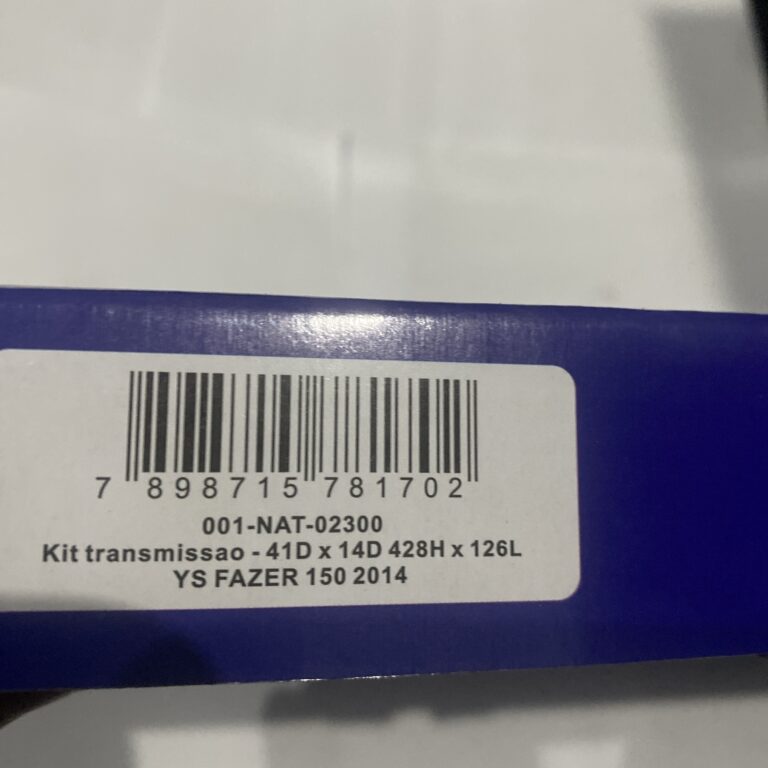 7 898715 781702
001-NAT-02300
Kit transmissao - 41D x 14D 428H x 126L
YS FAZER 150 2014